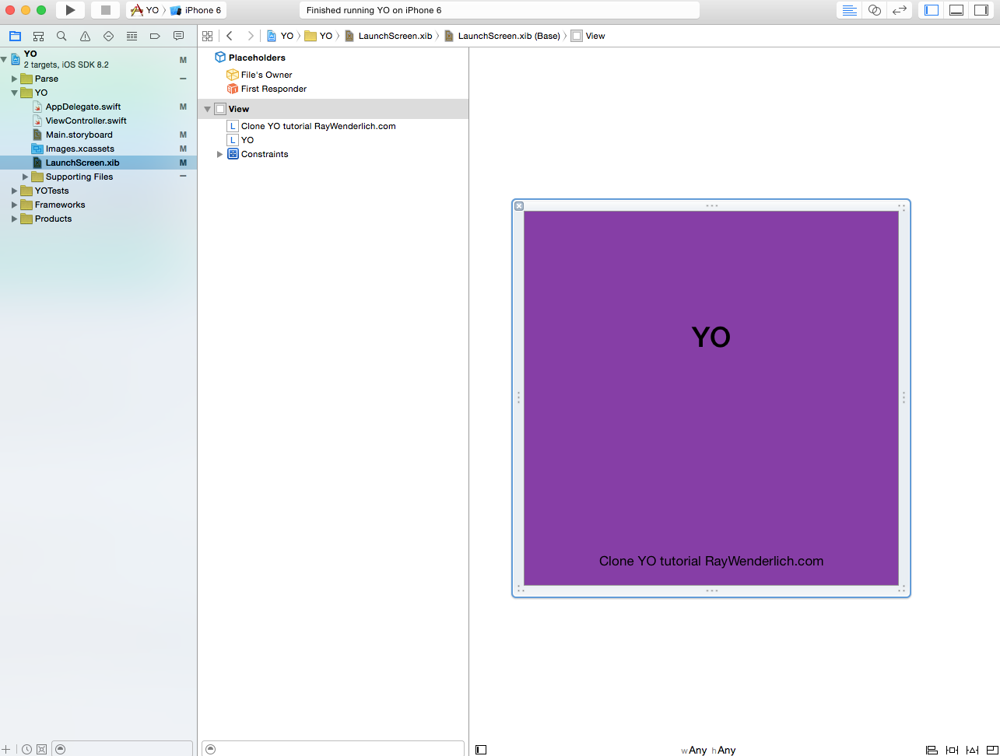 YO iPhone 6 Finished running YO on iPhone 6
YO YO LaunchScreen.xib LaunchScreen.xib (Base) View
YO M
2 targets, iOS SDK 8.2
Parse
YO
AppDelegate.swift M
ViewController.swift
Main.storyboard M
Images.xcassets M
LaunchScreen.xib M
Supporting Files
YOTests
Frameworks
Products
Placeholders
File's Owner
First Responder
View
L Clone YO tutorial RayWenderlich.com
L YO
Constraints
YO
Clone YO tutorial RayWenderlich.com
wAny hAny